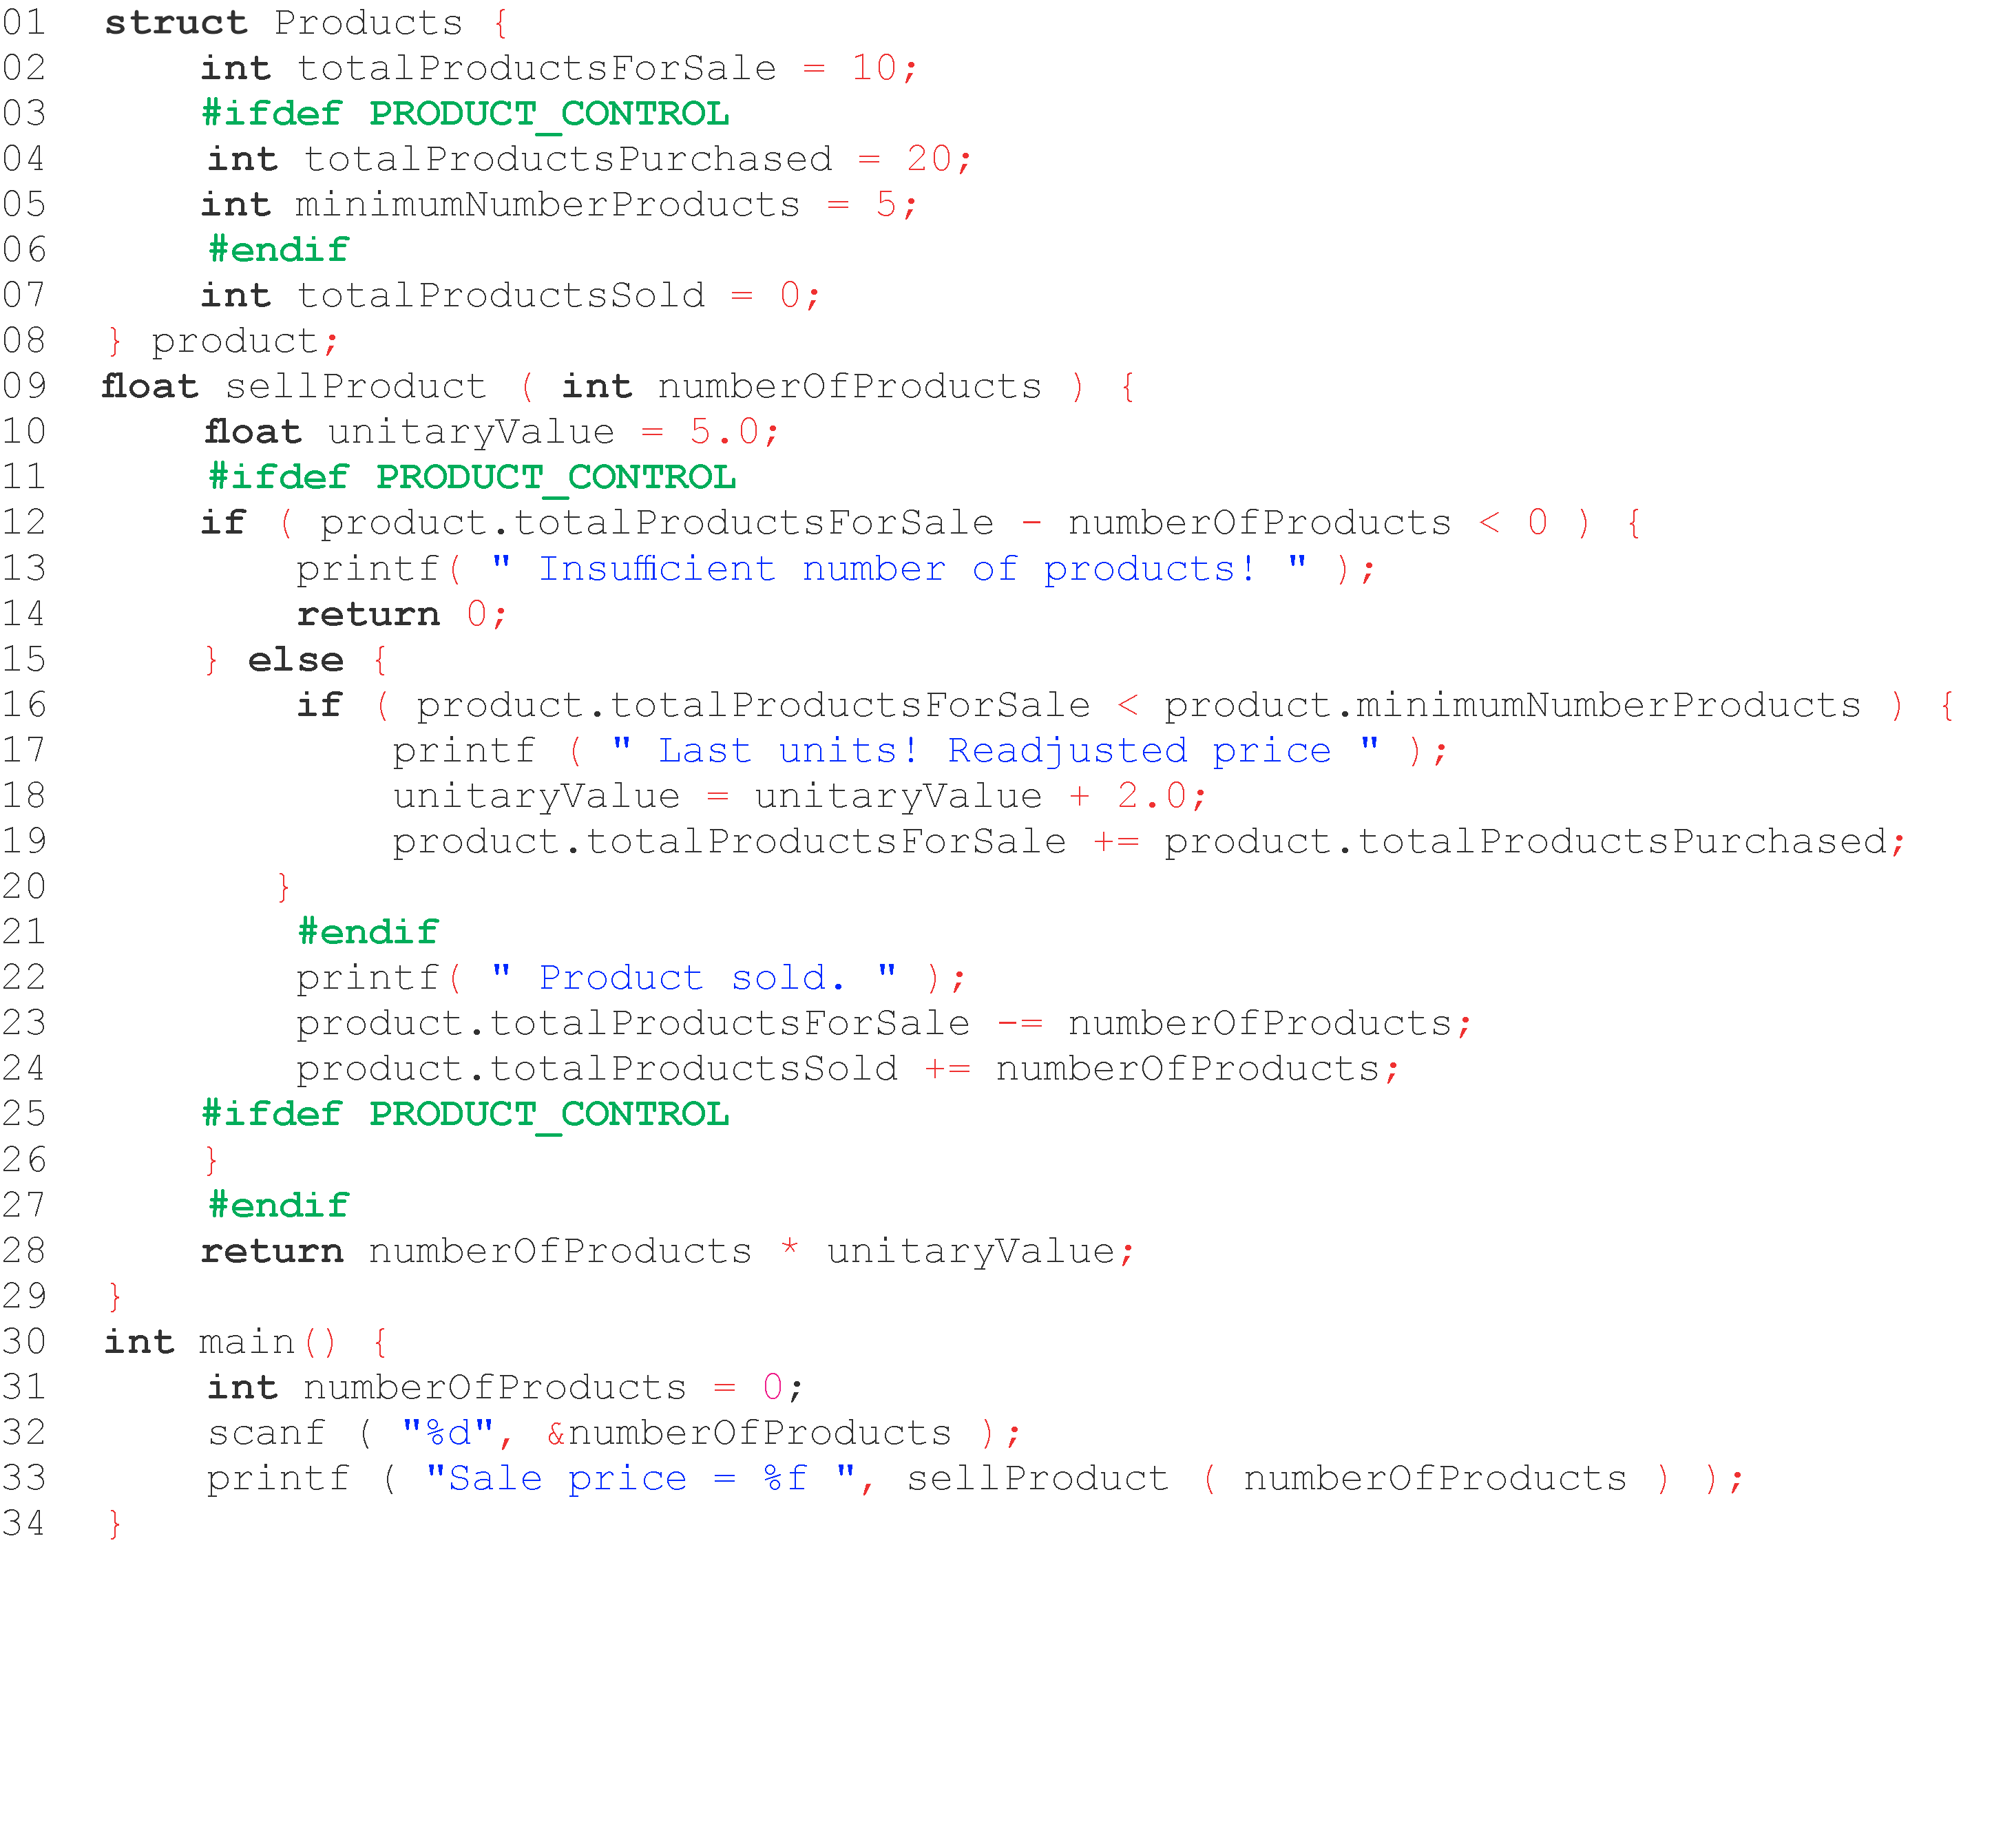 01 struct Products {
02 int totalProductsForSale = 10;
03 #ifdef PRODUCT_CONTROL
04 int totalProductsPurchased = 20;
05 int minimumNumberProducts = 5;
06 #endif
07 int totalProductsSold = 0;
08 } product;
09 float sellProduct ( int numberOfProducts ) {
10 float unitaryValue = 5.0;
11 #ifdef PRODUCT_CONTROL
12 if ( product.totalProductsForSale - numberOfProducts < 0 ) {
13 printf( " Insufficient number of products! " );
14 return 0;
15 } else {
16 if ( product.totalProductsForSale < product.minimumNumberProducts ) {
17 printf ( " Last units! Readjusted price " );
18 unitaryValue = unitaryValue + 2.0;
19 product.totalProductsForSale += product.totalProductsPurchased;
20 }
21 #endif
22 printf( " Product sold. " );
23 product.totalProductsForSale -= numberOfProducts;
24 product.totalProductsSold += numberOfProducts;
25 #ifdef PRODUCT_CONTROL
26 }
27 #endif
28 return numberOfProducts * unitaryValue;
29 }
30 int main() {
31 int numberOfProducts = 0;
32 scanf ( "%d", &numberOfProducts );
33 printf ( "Sale price = %f ", sellProduct ( numberOfProducts ) );
34 }